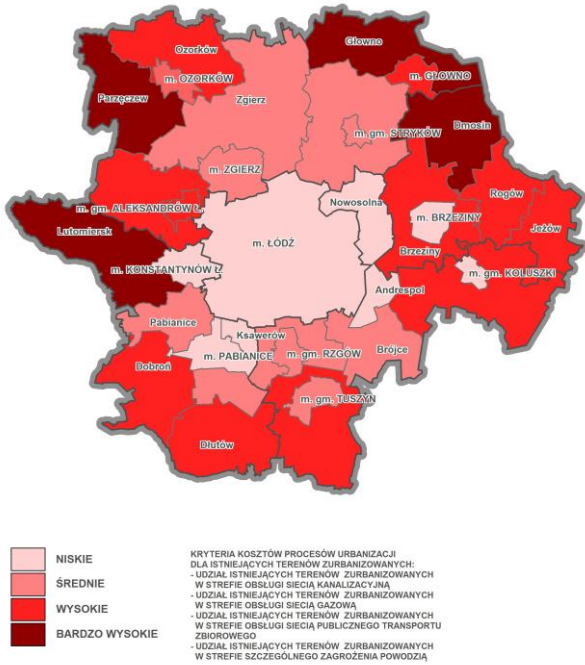 Ozorków
Głowno
m. OZORKÓW
m. GŁOWNO
Parzęczew
Zgierz
Dmosin
m. gm. STRYKÓW
m. ZGIERZ
Rogów
m. gm. ALEKSANDRÓW Ł.
Nowosolna
m. BRZEZINY
Lutomiersk
Jeżów
m. ŁÓDŹ
Brzeziny
m. KONSTANTYNÓW Ł.
m. gm. KOLUSZKI
Andrespol
Pabianice
Ksawerów
Brójce
m. PABIANICE
m. gm. RZGÓW
Dobroń
m. gm. TUSZYN
Dłutów
NISKIE
ŚREDNIE
WYSOKIE
BARDZO WYSOKIE
KRYTERIA KOSZTÓW PROCESÓW URBANIZACJI
DLA ISTNIEJĄCYCH TERENÓW ZURBANIZOWANYCH:
- UDZIAŁ ISTNIEJĄCYCH TERENÓW ZURBANIZOWANYCH
W STREFIE OBSŁUGI SIECIĄ KANALIZACYJNĄ
- UDZIAŁ ISTNIEJĄCYCH TERENÓW ZURBANIZOWANYCH
W STREFIE OBSŁUGI SIECIĄ GAZOWĄ
- UDZIAŁ ISTNIEJĄCYCH TERENÓW ZURBANIZOWANYCH
W STREFIE OBSŁUGI SIECIĄ PUBLICZNEGO TRANSPORTU
ZBIOROWEGO
- UDZIAŁ ISTNIEJĄCYCH TERENÓW ZURBANIZOWANYCH
W STREFIE SZCZEGÓLNEGO ZAGROŻENIA POWODZIĄ